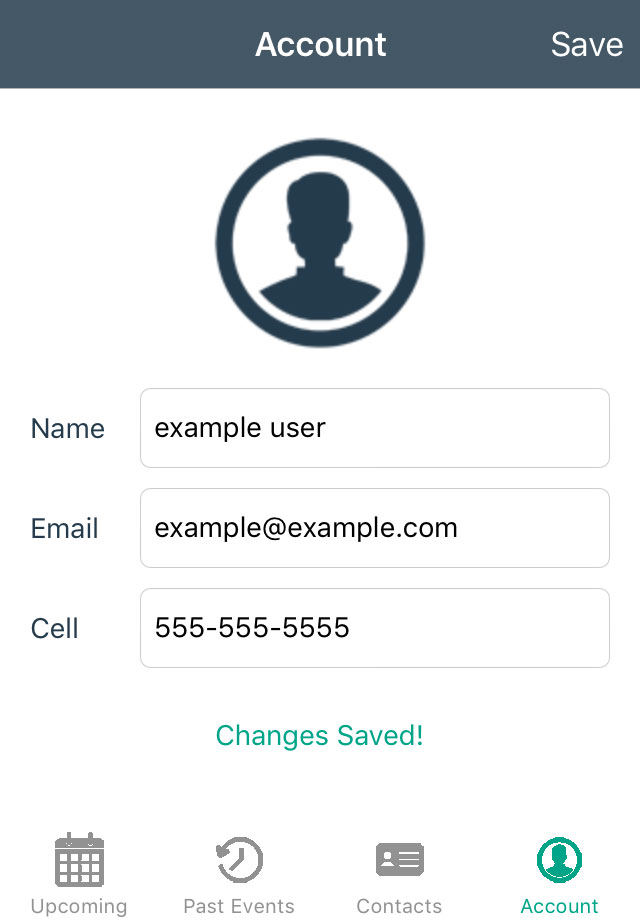 Account Save
Name example user
Email example@example.com
Cell 555-555-5555
Changes Saved!
Upcoming Past Events Contacts Account